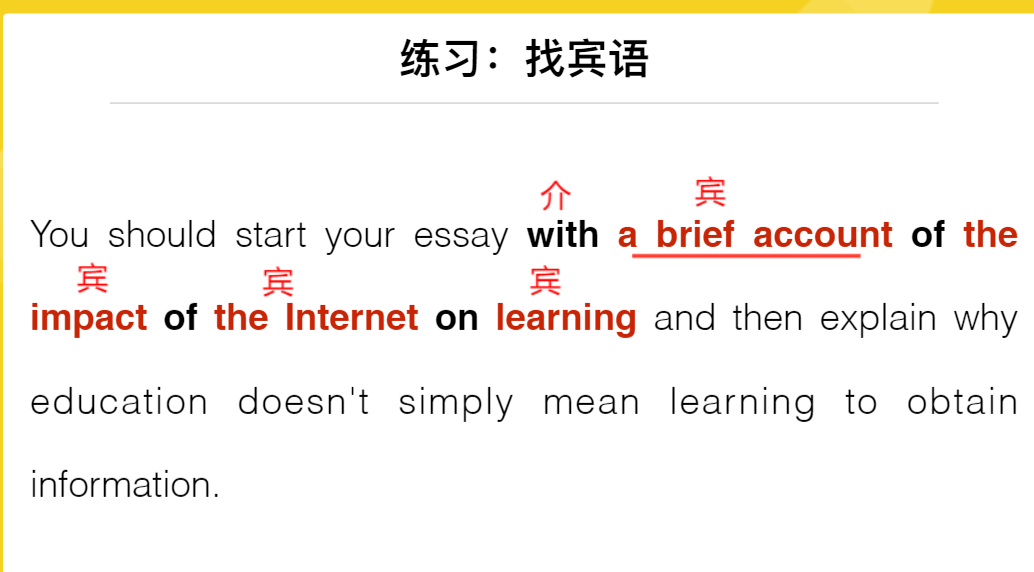 练习：找宾语
介 宾
You should start your essay with a brief account of the
宾 宾 宾
impact of the Internet on learning and then explain why
education doesn't simply mean learning to obtain
information.